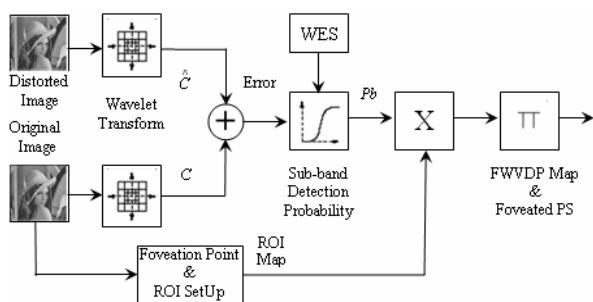 WES
Distorted
Image
Wavelet
Transform
Ĉ
Error
Pb
Original
Image
+
X
π
C
Sub-band
Detection
Probability
FWVDP Map
&
Foveated PS
Foveation Point
&
ROI SetUp
ROI
Map